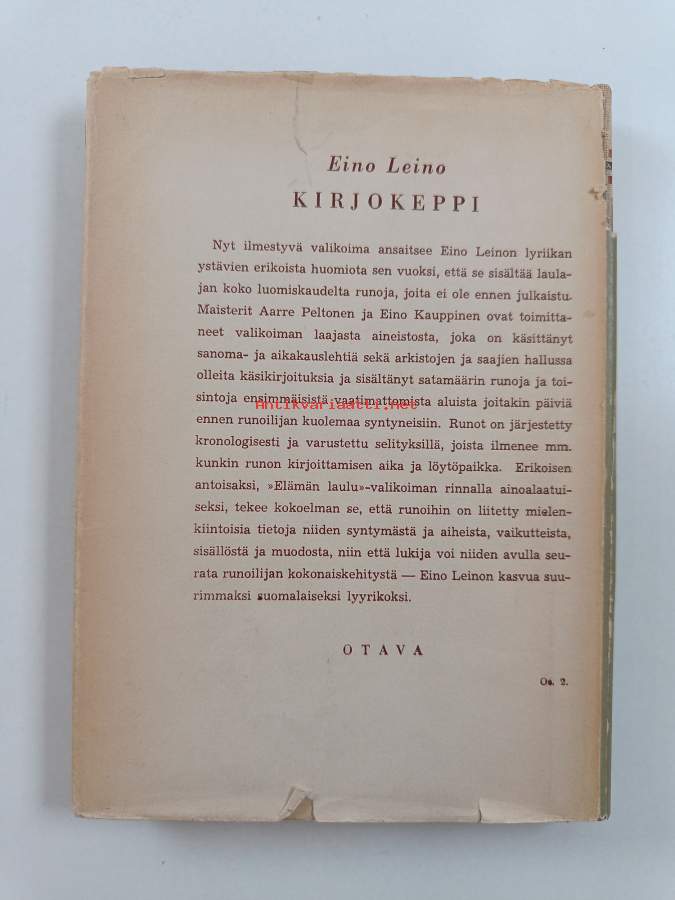 Eino Leino
KIRJOKEPPI
Nyt ilmestyvä valikoima ansaitsee Eino Leinon lyriikan
ystävien erikoista huomiota sen vuoksi, että se sisältää laula-
jan koko luomiskaudelta runoja, joita ei ole ennen julkaistu.
Maisterit Aarre Peltonen ja Eino Kauppinen ovat toimitta-
neet valikoiman laajasta aineistosta, joka on käsittänyt
sanoma- ja aikakauslehtiä sekä arkistojen ja saajien hallussa
olleita käsikirjoituksia ja sisältänyt satamäärin runoja ja toi-
sintoja ensimmäisistä vaatimattomista aluista joitakin päiviä
Antikvariaatti.net
ennen runoilijan kuolemaa syntyneisiin. Runot on järjestetty
kronologisesti ja varustettu selityksillä, joista ilmenee mm.
kunkin runon kirjoittamisen aika ja löytöpaikka. Erikoisen
antoisaksi, »Elämän laulu»-valikoiman rinnalla ainoalaatui-
seksi, tekee kokoelman se, että runoihin on liitetty mielen-
kiintoisia tietoja niiden syntymästä ja aiheista, vaikutteista,
sisällöstä ja muodosta, niin että lukija voi niiden avulla seu-
rata runoilijan kokonaiskehitystä — Eino Leinon kasvua suu-
rimmaksi suomalaiseksi lyyrikoksi.
OTAVA
Os. 2.